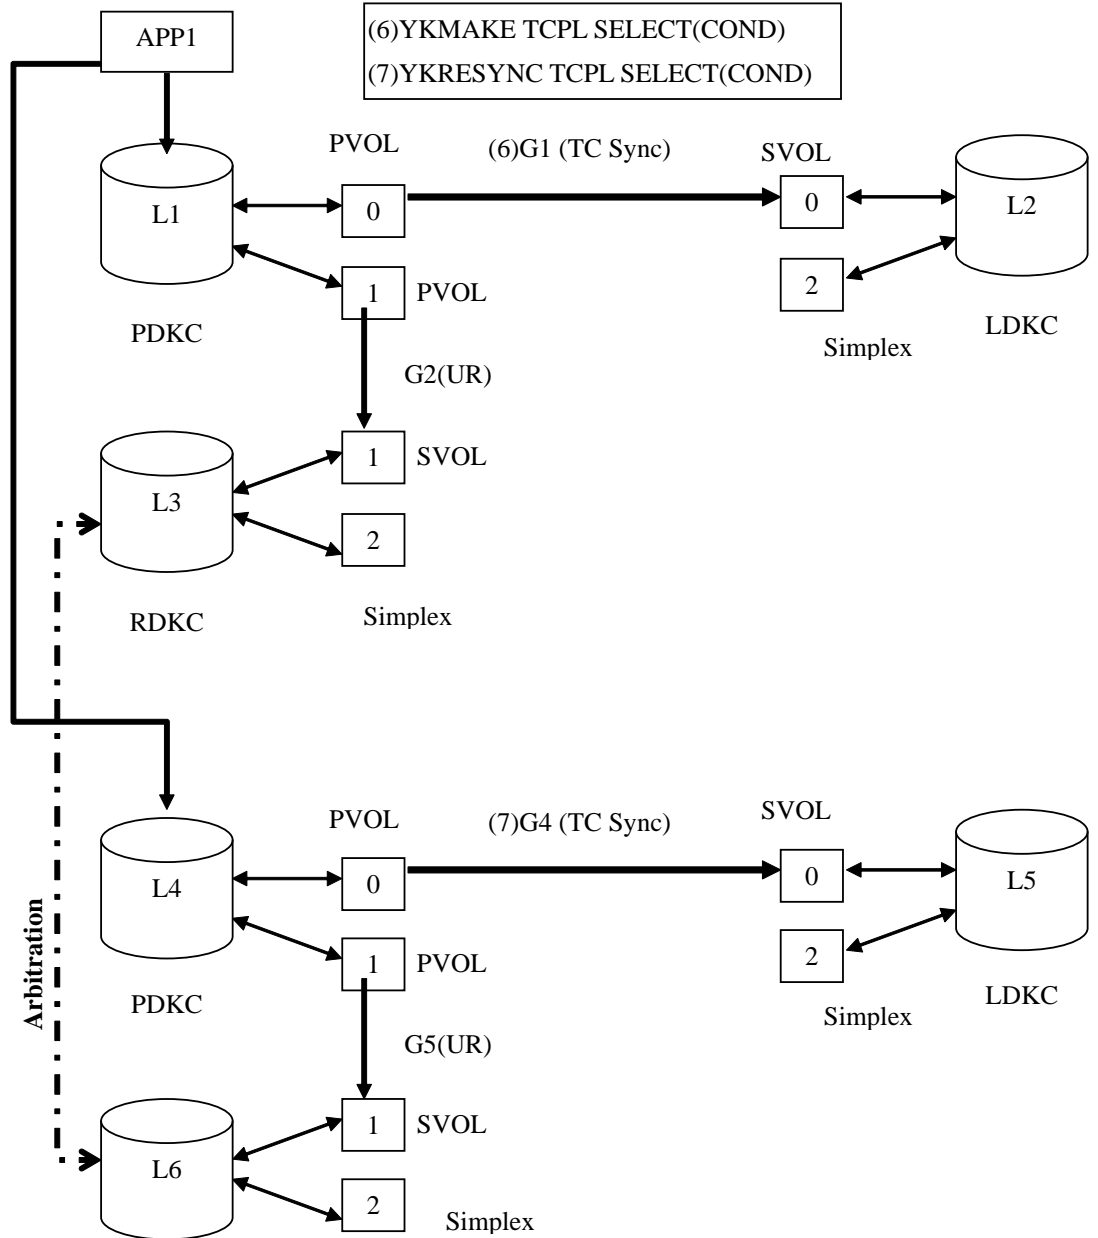 APP1
(6)YKMAKE TCPL SELECT(COND)
(7)YKRESYNC TCPL SELECT(COND)
PVOL
(6)G1 (TC Sync)
SVOL
L1
0
0
L2
1
PVOL
2
PDKC
LDKC
Simplex
G2(UR)
1
SVOL
L3
2
RDKC
Simplex
PVOL
(7)G4 (TC Sync)
SVOL
L4
0
0
L5
1
PVOL
2
PDKC
LDKC
Simplex
Arbitration
G5(UR)
1
SVOL
L6
2
Simplex